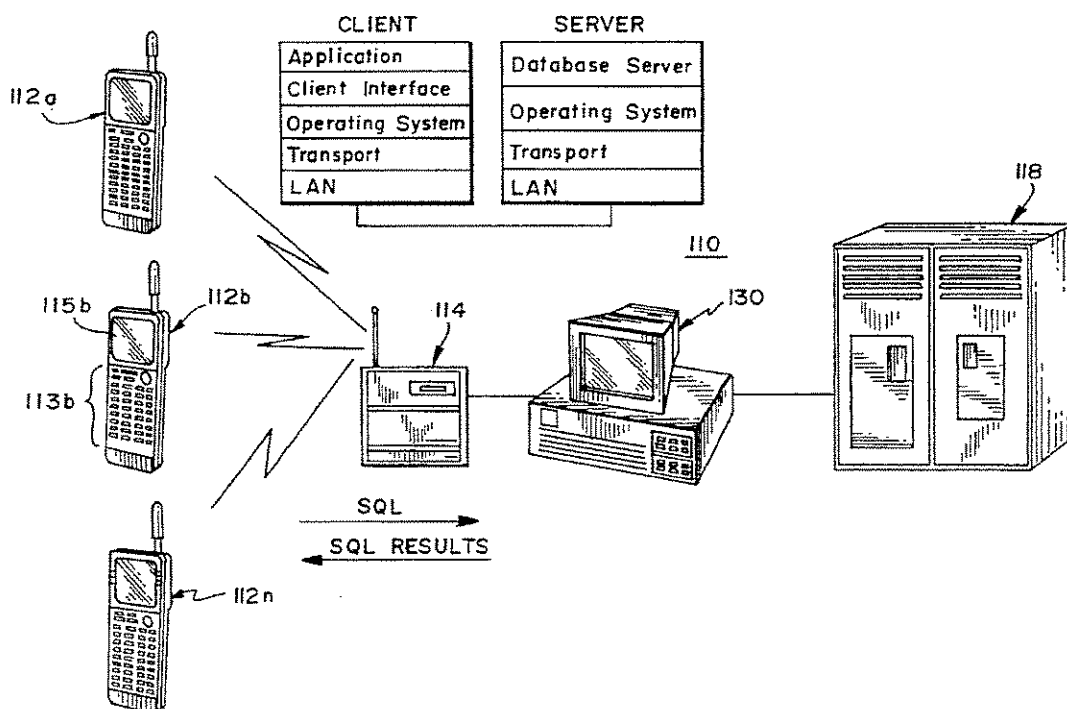 CLIENT
Application
Client Interface
Operating System
Transport
LAN
SERVER
Database Server
Operating System
Transport
LAN
112a
118
110
115b
112b
114
130
113b
SQL
SQL RESULTS
112n